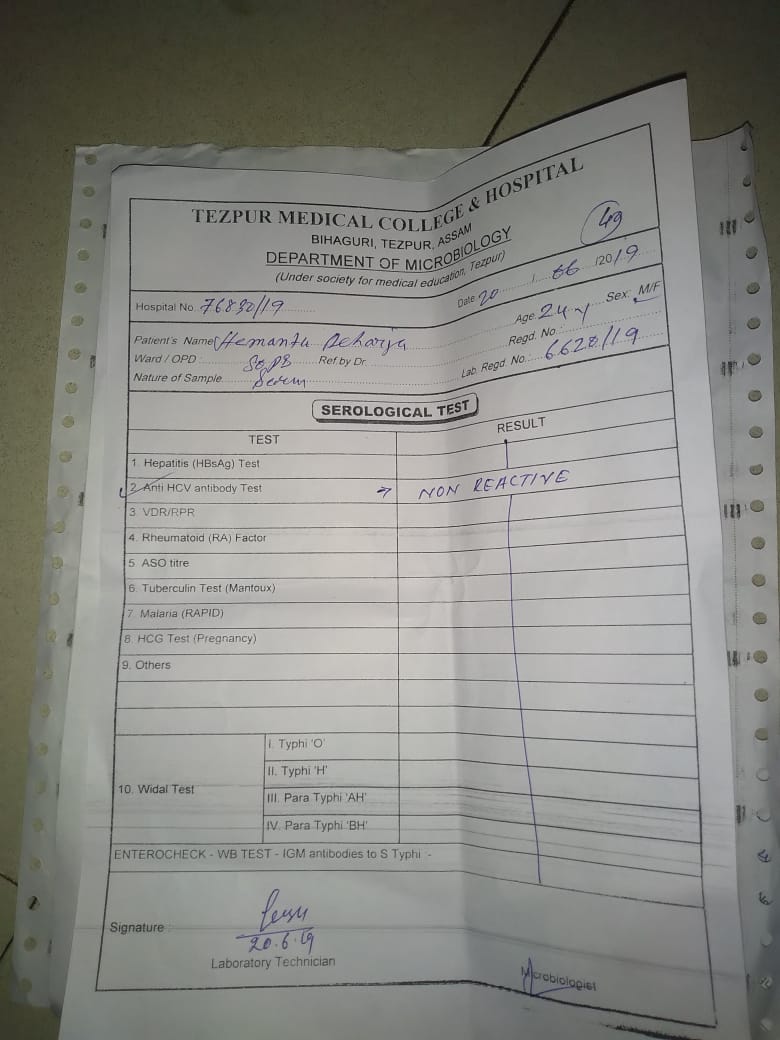 TEZPUR MEDICAL COLLEGE & HOSPITAL
BIHAGURI, TEZPUR, ASSAM
49
DEPARTMENT OF MICROBIOLOGY
(Under society for medical education, Tezpur)
Hospital No. 76830/19
Date 20 / 06 /2019
Patient's Name Hemanta
Age 24 y Sex: M/F
Ward / OPD Ref.by Dr.
Regd. No.
Nature of Sample Serum
Lab. Regd. No. 6628/19
SEROLOGICAL TEST
TEST RESULT
1. Hepatitis (HBsAg) Test
2. Anti HCV antibody Test → NON REACTIVE
3. VDR/RPR
4. Rheumatoid (RA) Factor
5. ASO titre
6. Tuberculin Test (Mantoux)
7. Malaria (RAPID)
8. HCG Test (Pregnancy)
9. Others
10. Widal Test
I. Typhi 'O'
II. Typhi 'H'
III. Para Typhi 'AH'
IV. Para Typhi 'BH'
ENTEROCHECK - WB TEST - IGM antibodies to S Typhi :-
Signature :
20.6.19
Laboratory Technician
Microbiologist